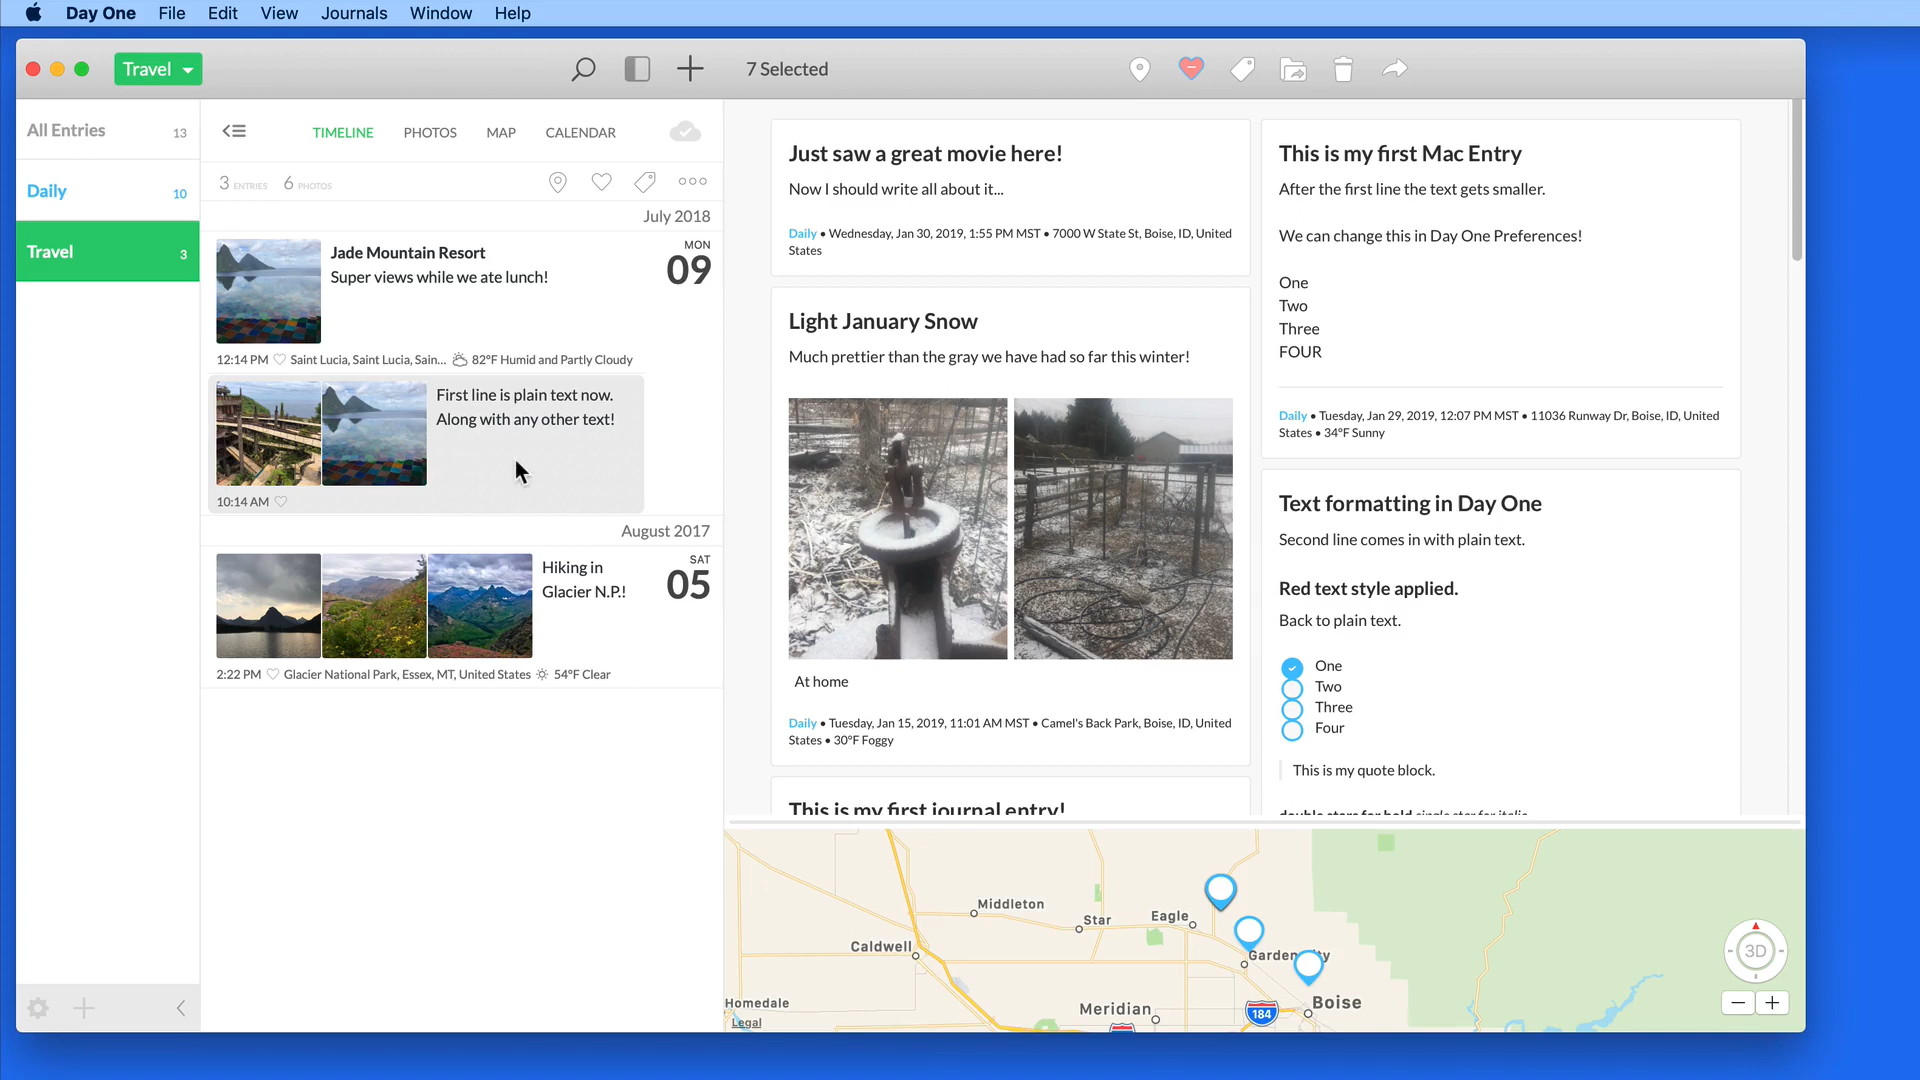 Day One File Edit View Journals Window Help
Travel
7 Selected
All Entries 13
Daily 10
Travel 3
TIMELINE PHOTOS MAP CALENDAR
3 ENTRIES 6 PHOTOS
July 2018
Jade Mountain Resort
Super views while we ate lunch!
MON
09
12:14 PM Saint Lucia, Saint Lucia, Sain... 82°F Humid and Partly Cloudy
First line is plain text now.
Along with any other text!
10:14 AM
August 2017
Hiking in
Glacier N.P.!
SAT
05
2:22 PM Glacier National Park, Essex, MT, United States 54°F Clear
Just saw a great movie here!
Now I should write all about it...
Daily • Wednesday, Jan 30, 2019, 1:55 PM MST • 7000 W State St, Boise, ID, United
States
Light January Snow
Much prettier than the gray we have had so far this winter!
At home
Daily • Tuesday, Jan 15, 2019, 11:01 AM MST • Camel's Back Park, Boise, ID, United
States • 30°F Foggy
This is my first journal entry!
This is my first Mac Entry
After the first line the text gets smaller.
We can change this in Day One Preferences!
One
Two
Three
FOUR
Daily • Tuesday, Jan 29, 2019, 12:07 PM MST • 11036 Runway Dr, Boise, ID, United
States • 34°F Sunny
Text formatting in Day One
Second line comes in with plain text.
Red text style applied.
Back to plain text.
One
Two
Three
Four
This is my quote block.
double stars for bold single star for italic
Middleton
Star
Eagle
Caldwell
Garden
Homedale
Meridian
184
Boise
Legal
3D